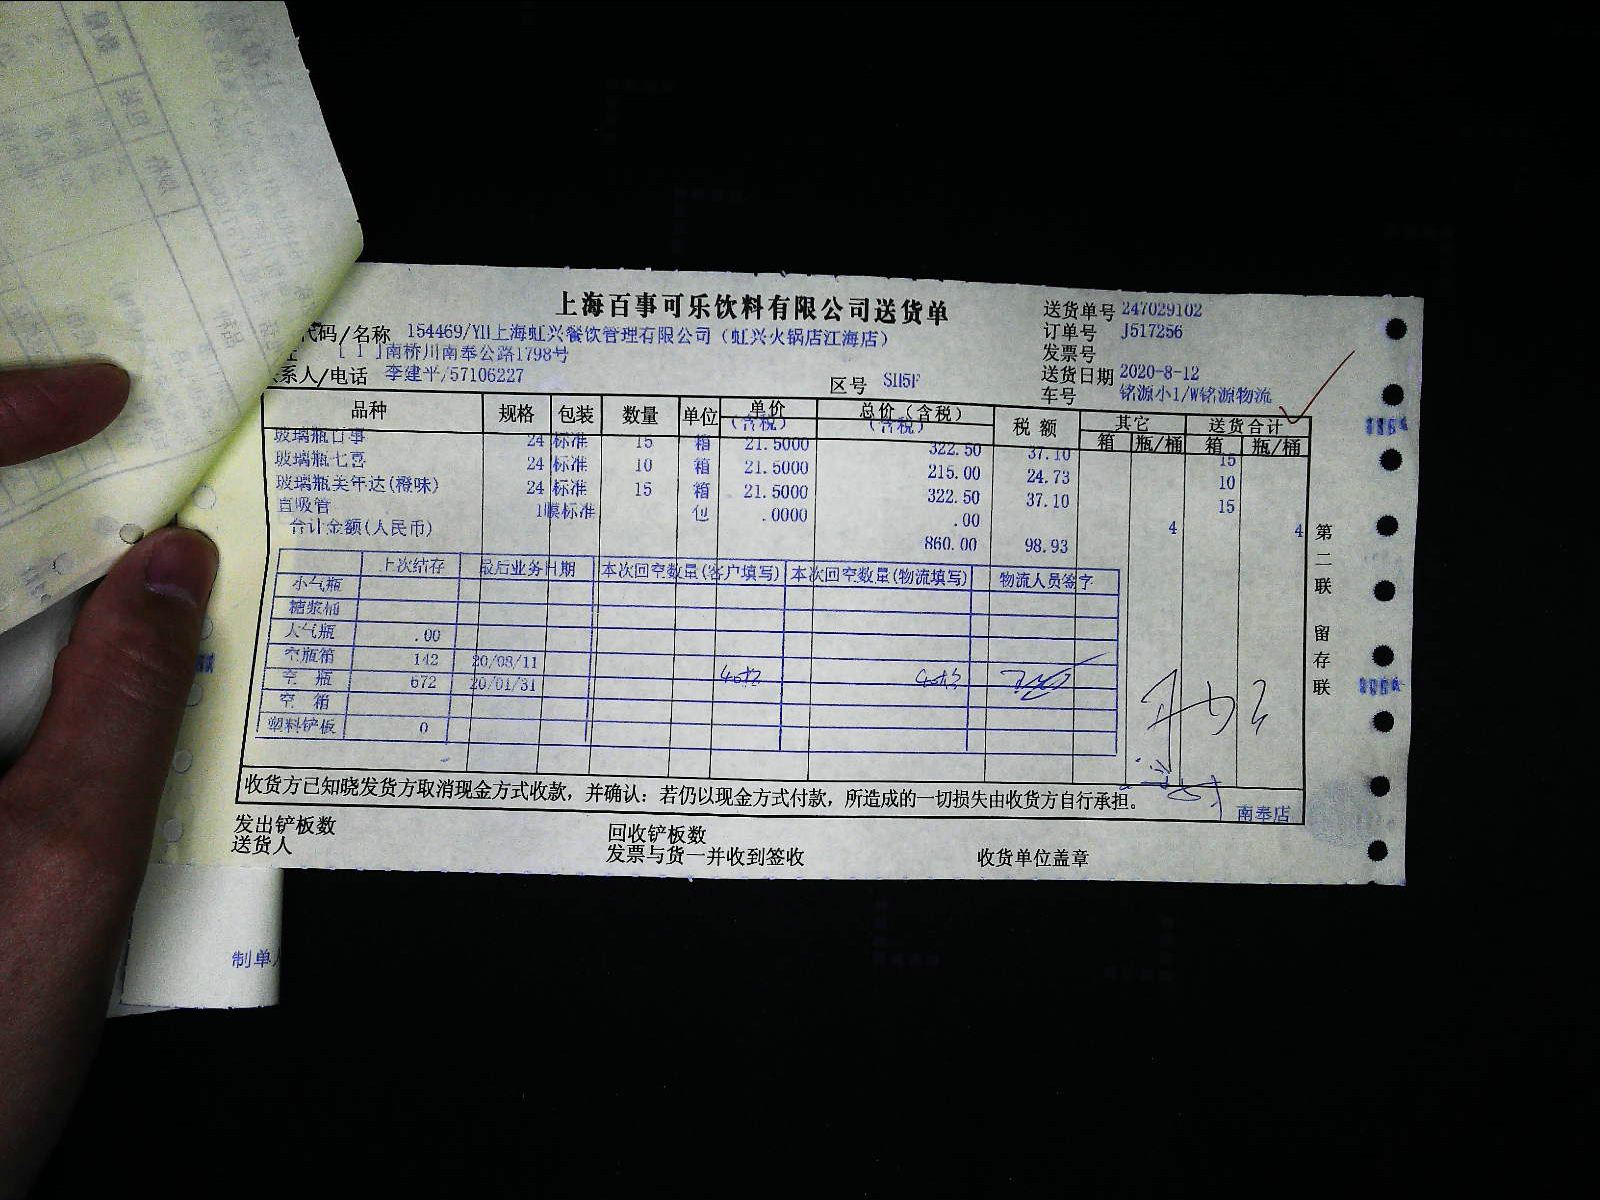 上海百事可乐饮料有限公司送货单
送货单号 247029102
代码/名称 154469/YH上海虹兴餐饮管理有限公司（虹兴火锅店江海店）
订单号 J517256
[ 1 ]南桥川南奉公路1798号
发票号
系人/电话 李建平/57106227
区号 SH5F
送货日期 2020-8-12
车号 铭源小1/W铭源物流
品种 规格 包装 数量 单位 单价(含税) 总价(含税) 税额 其它 送货合计
(含税) (含税) 箱 瓶/桶 箱 瓶/桶
玻璃瓶百事 24 标准 15 箱 21.5000 322.50 37.10 15
玻璃瓶七喜 24 标准 10 箱 21.5000 215.00 24.73 10
玻璃瓶美年达(橙味) 24 标准 15 箱 21.5000 322.50 37.10 15
直吸管 1 标准 包 .0000 .00 4 4
合计金额(人民币) 860.00 98.93
上次结存 最后业务日期 本次回空数量(客户填写) 本次回空数量(物流填写) 物流人员签字
小气瓶
糖浆桶
大气瓶 .00
空瓶箱 142 20/08/11
空 瓶 672 20/01/31
空 箱
塑料铲板 0
收货方已知晓发货方取消现金方式收款，并确认：若仍以现金方式付款，所造成的一切损失由收货方自行承担。
南奉店
发出铲板数 回收铲板数
送货人 发票与货一并收到签收 收货单位盖章
第二联 留存联
制单